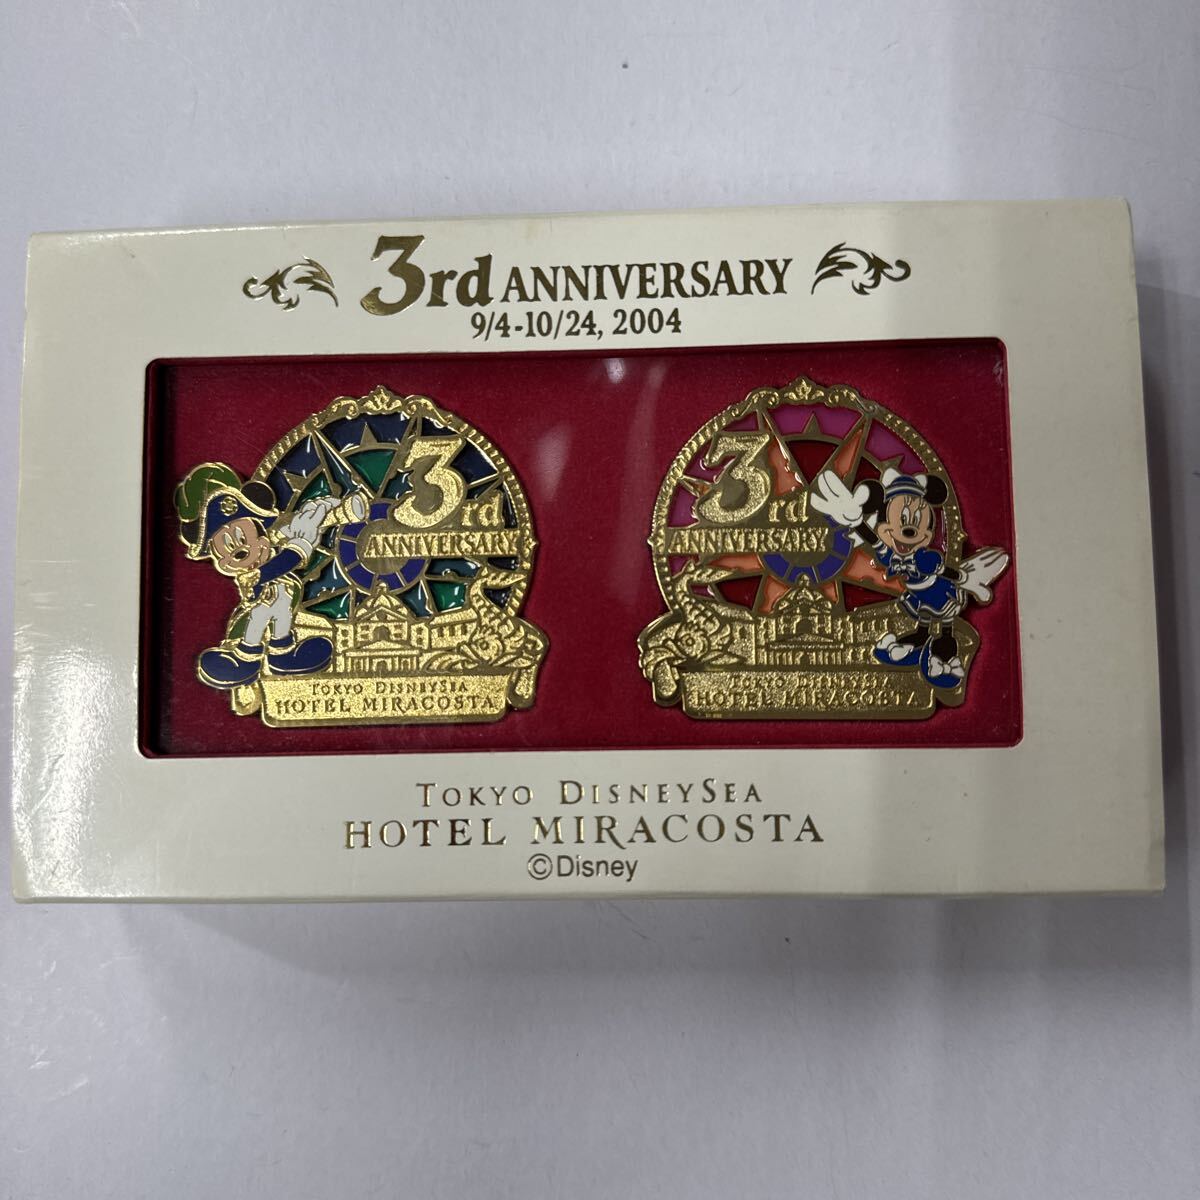 3rd ANNIVERSARY
9/4-10/24, 2004
3rd
ANNIVERSARY
TOKYO DISNEYSEA
HOTEL MIRACOSTA
3rd
ANNIVERSARY
TOKYO DISNEYSEA
HOTEL MIRACOSTA
TOKYO DISNEYSEA
HOTEL MIRACOSTA
©Disney